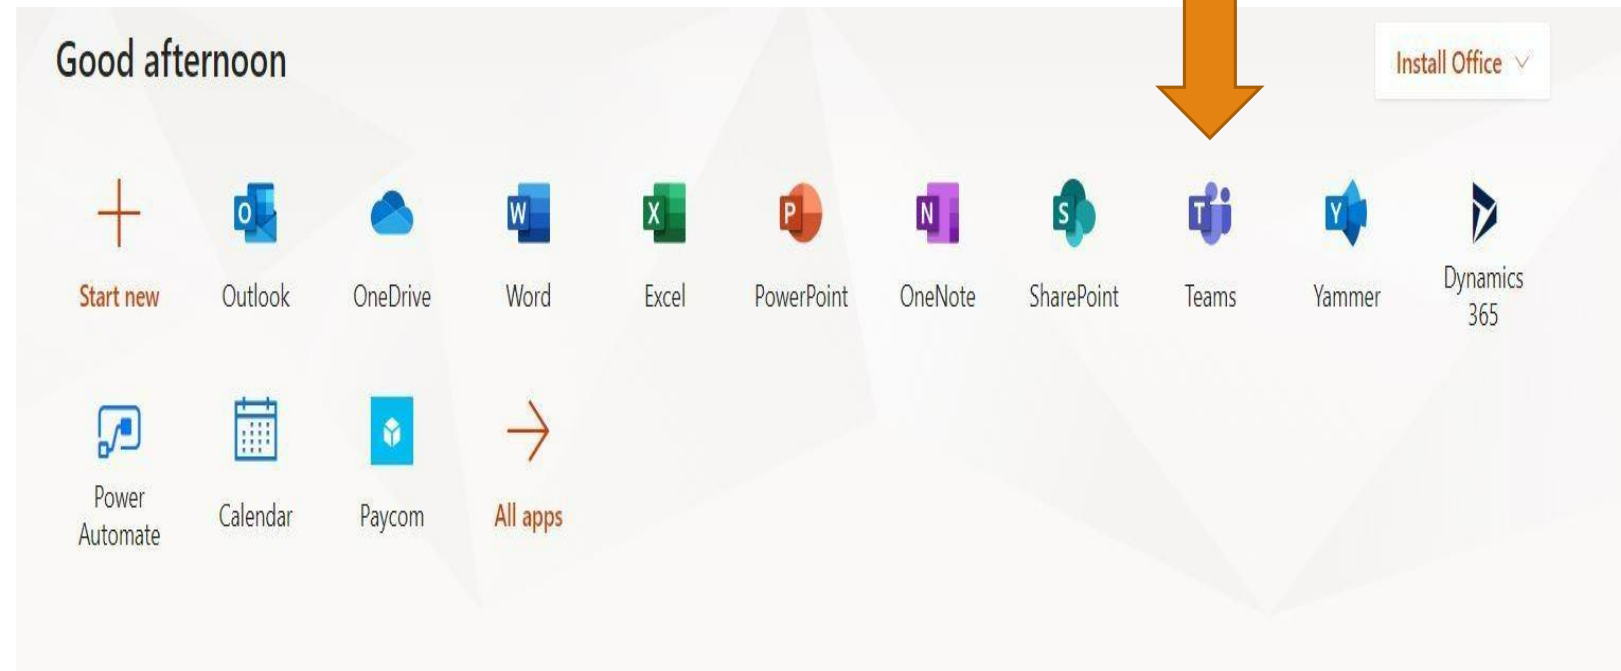 Good afternoon
Install Office
O
W
X
P
N
S
T
Y
Start new
Outlook
OneDrive
Word
Excel
PowerPoint
OneNote
SharePoint
Teams
Yammer
Dynamics
365
Power
Automate
Calendar
Paycom
All apps